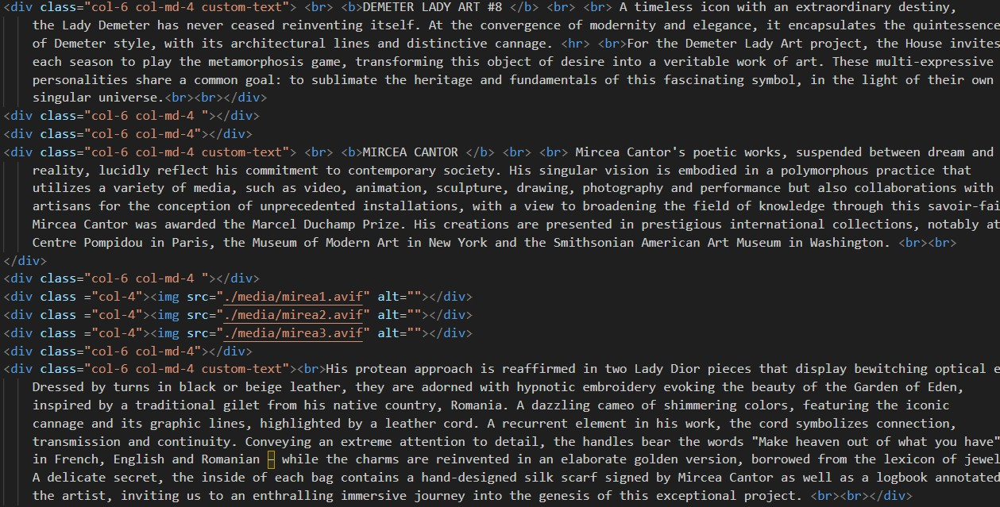 <div class="col-6 col-md-4 custom-text"> <br> <b>DEMETER LADY ART #8 </b> <br> <br> A timeless icon with an extraordinary destiny,
the Lady Demeter has never ceased reinventing itself. At the convergence of modernity and elegance, it encapsulates the quintessence
of Demeter style, with its architectural lines and distinctive cannage. <hr> <br>For the Demeter Lady Art project, the House invites
each season to play the metamorphosis game, transforming this object of desire into a veritable work of art. These multi-expressive
personalities share a common goal: to sublimate the heritage and fundamentals of this fascinating symbol, in the light of their own
singular universe.<br><br></div>
<div class="col-6 col-md-4 "></div>
<div class="col-6 col-md-4"></div>
<div class="col-6 col-md-4 custom-text"> <br> <b>MIRCEA CANTOR </b> <br> <br> Mircea Cantor's poetic works, suspended between dream and
reality, lucidly reflect his commitment to contemporary society. His singular vision is embodied in a polymorphous practice that
utilizes a variety of media, such as video, animation, sculpture, drawing, photography and performance but also collaborations with
artisans for the conception of unprecedented installations, with a view to broadening the field of knowledge through this savoir-fai
Mircea Cantor was awarded the Marcel Duchamp Prize. His creations are presented in prestigious international collections, notably at
Centre Pompidou in Paris, the Museum of Modern Art in New York and the Smithsonian American Art Museum in Washington. <br><br>
</div>
<div class="col-6 col-md-4 "></div>
<div class ="col-4"><img src="./media/mirea1.avif" alt=""></div>
<div class ="col-4"><img src="./media/mirea2.avif" alt=""></div>
<div class ="col-4"><img src="./media/mirea3.avif" alt=""></div>
<div class="col-6 col-md-4"></div>
<div class="col-6 col-md-4 custom-text"><br>His protean approach is reaffirmed in two Lady Dior pieces that display bewitching optical e
Dressed by turns in black or beige leather, they are adorned with hypnotic embroidery evoking the beauty of the Garden of Eden,
inspired by a traditional gilet from his native country, Romania. A dazzling cameo of shimmering colors, featuring the iconic
cannage and its graphic lines, highlighted by a leather cord. A recurrent element in his work, the cord symbolizes connection,
transmission and continuity. Conveying an extreme attention to detail, the handles bear the words "Make heaven out of what you have"
in French, English and Romanian – while the charms are reinvented in an elaborate golden version, borrowed from the lexicon of jewel
A delicate secret, the inside of each bag contains a hand-designed silk scarf signed by Mircea Cantor as well as a logbook annotated
the artist, inviting us to an enthralling immersive journey into the genesis of this exceptional project. <br><br></div>